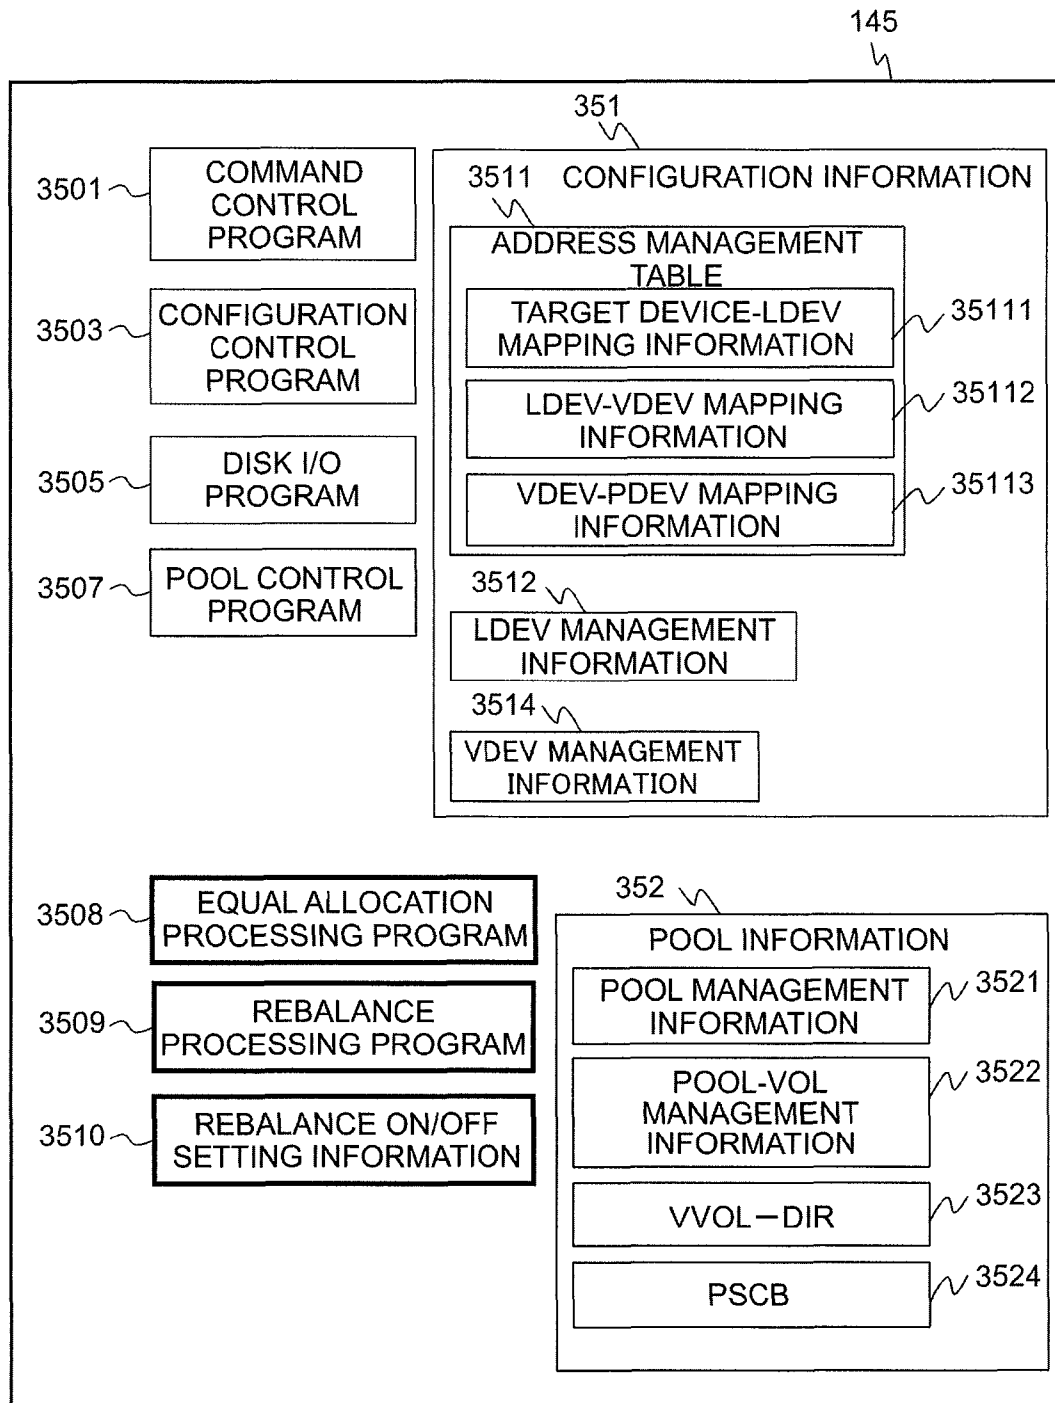 145
351
3501
COMMAND
CONTROL
PROGRAM
3511
CONFIGURATION INFORMATION
ADDRESS MANAGEMENT
TABLE
3503
CONFIGURATION
CONTROL
PROGRAM
TARGET DEVICE-LDEV
MAPPING INFORMATION
35111
LDEV-VDEV MAPPING
INFORMATION
35112
3505
DISK I/O
PROGRAM
VDEV-PDEV MAPPING
INFORMATION
35113
3507
POOL CONTROL
PROGRAM
3512
LDEV MANAGEMENT
INFORMATION
3514
VDEV MANAGEMENT
INFORMATION
3508
EQUAL ALLOCATION
PROCESSING PROGRAM
352
POOL INFORMATION
3509
REBALANCE
PROCESSING PROGRAM
POOL MANAGEMENT
INFORMATION
3521
3510
REBALANCE ON/OFF
SETTING INFORMATION
POOL-VOL
MANAGEMENT
INFORMATION
3522
VVOL－DIR
3523
PSCB
3524